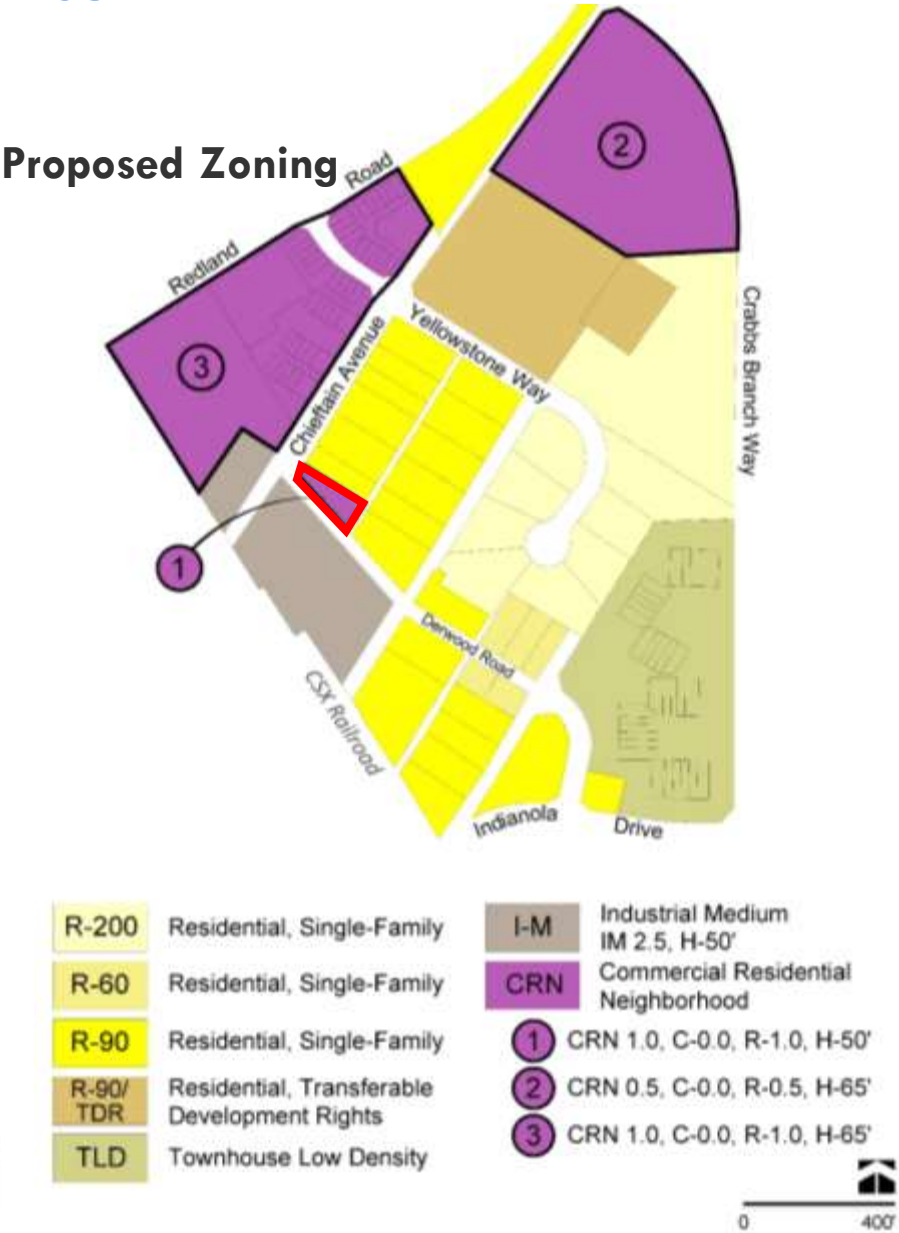 Proposed Zoning
Road
Redland
2
3
Chieftain Avenue
Yellowstone Way
Crabbs Branch Way
1
Derwood Road
CSX Railroad
Indianola
Drive
R-200 Residential, Single-Family
R-60 Residential, Single-Family
R-90 Residential, Single-Family
R-90/
TDR
Residential, Transferable
Development Rights
TLD Townhouse Low Density
I-M
Industrial Medium
IM 2.5, H-50'
CRN
Commercial Residential
Neighborhood
1 CRN 1.0, C-0.0, R-1.0, H-50'
2 CRN 0.5, C-0.0, R-0.5, H-65'
3 CRN 1.0, C-0.0, R-1.0, H-65'
0 400'